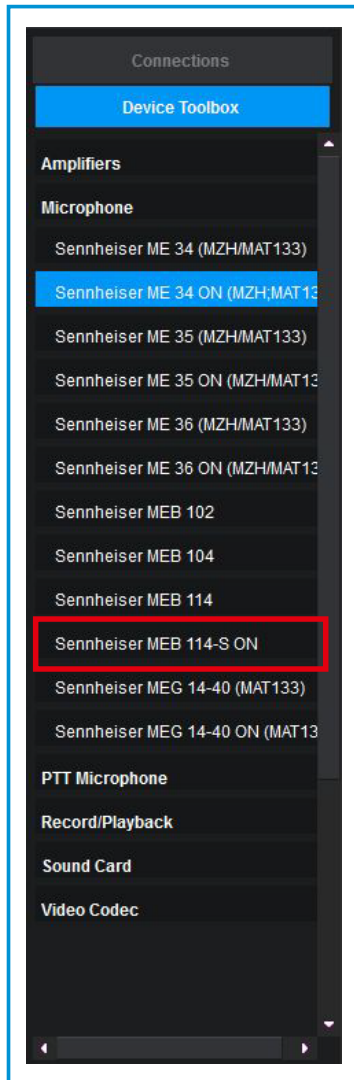 Connections
Device Toolbox
Amplifiers
Microphone
Sennheiser ME 34 (MZH/MAT133)
Sennheiser ME 34 ON (MZH;MAT13
Sennheiser ME 35 (MZH/MAT133)
Sennheiser ME 35 ON (MZH/MAT13
Sennheiser ME 36 (MZH/MAT133)
Sennheiser ME 36 ON (MZH/MAT13
Sennheiser MEB 102
Sennheiser MEB 104
Sennheiser MEB 114
Sennheiser MEB 114-S ON
Sennheiser MEG 14-40 (MAT133)
Sennheiser MEG 14-40 ON (MAT13
PTT Microphone
Record/Playback
Sound Card
Video Codec